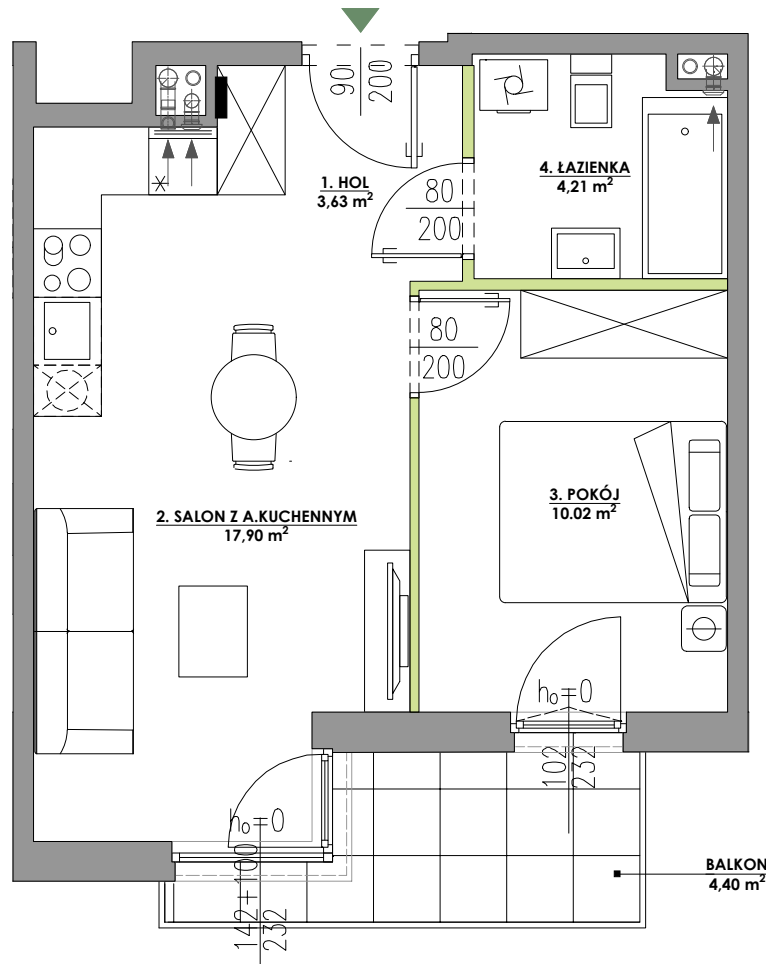 90
200
1. HOL
3,63 m²
4. ŁAZIENKA
4,21 m²
80
200
80
200
2. SALON Z A.KUCHENNYM
17,90 m²
3. POKÓJ
10.02 m²
h₀=0
102
232
h₀=0
142+100
232
BALKON
4,40 m²